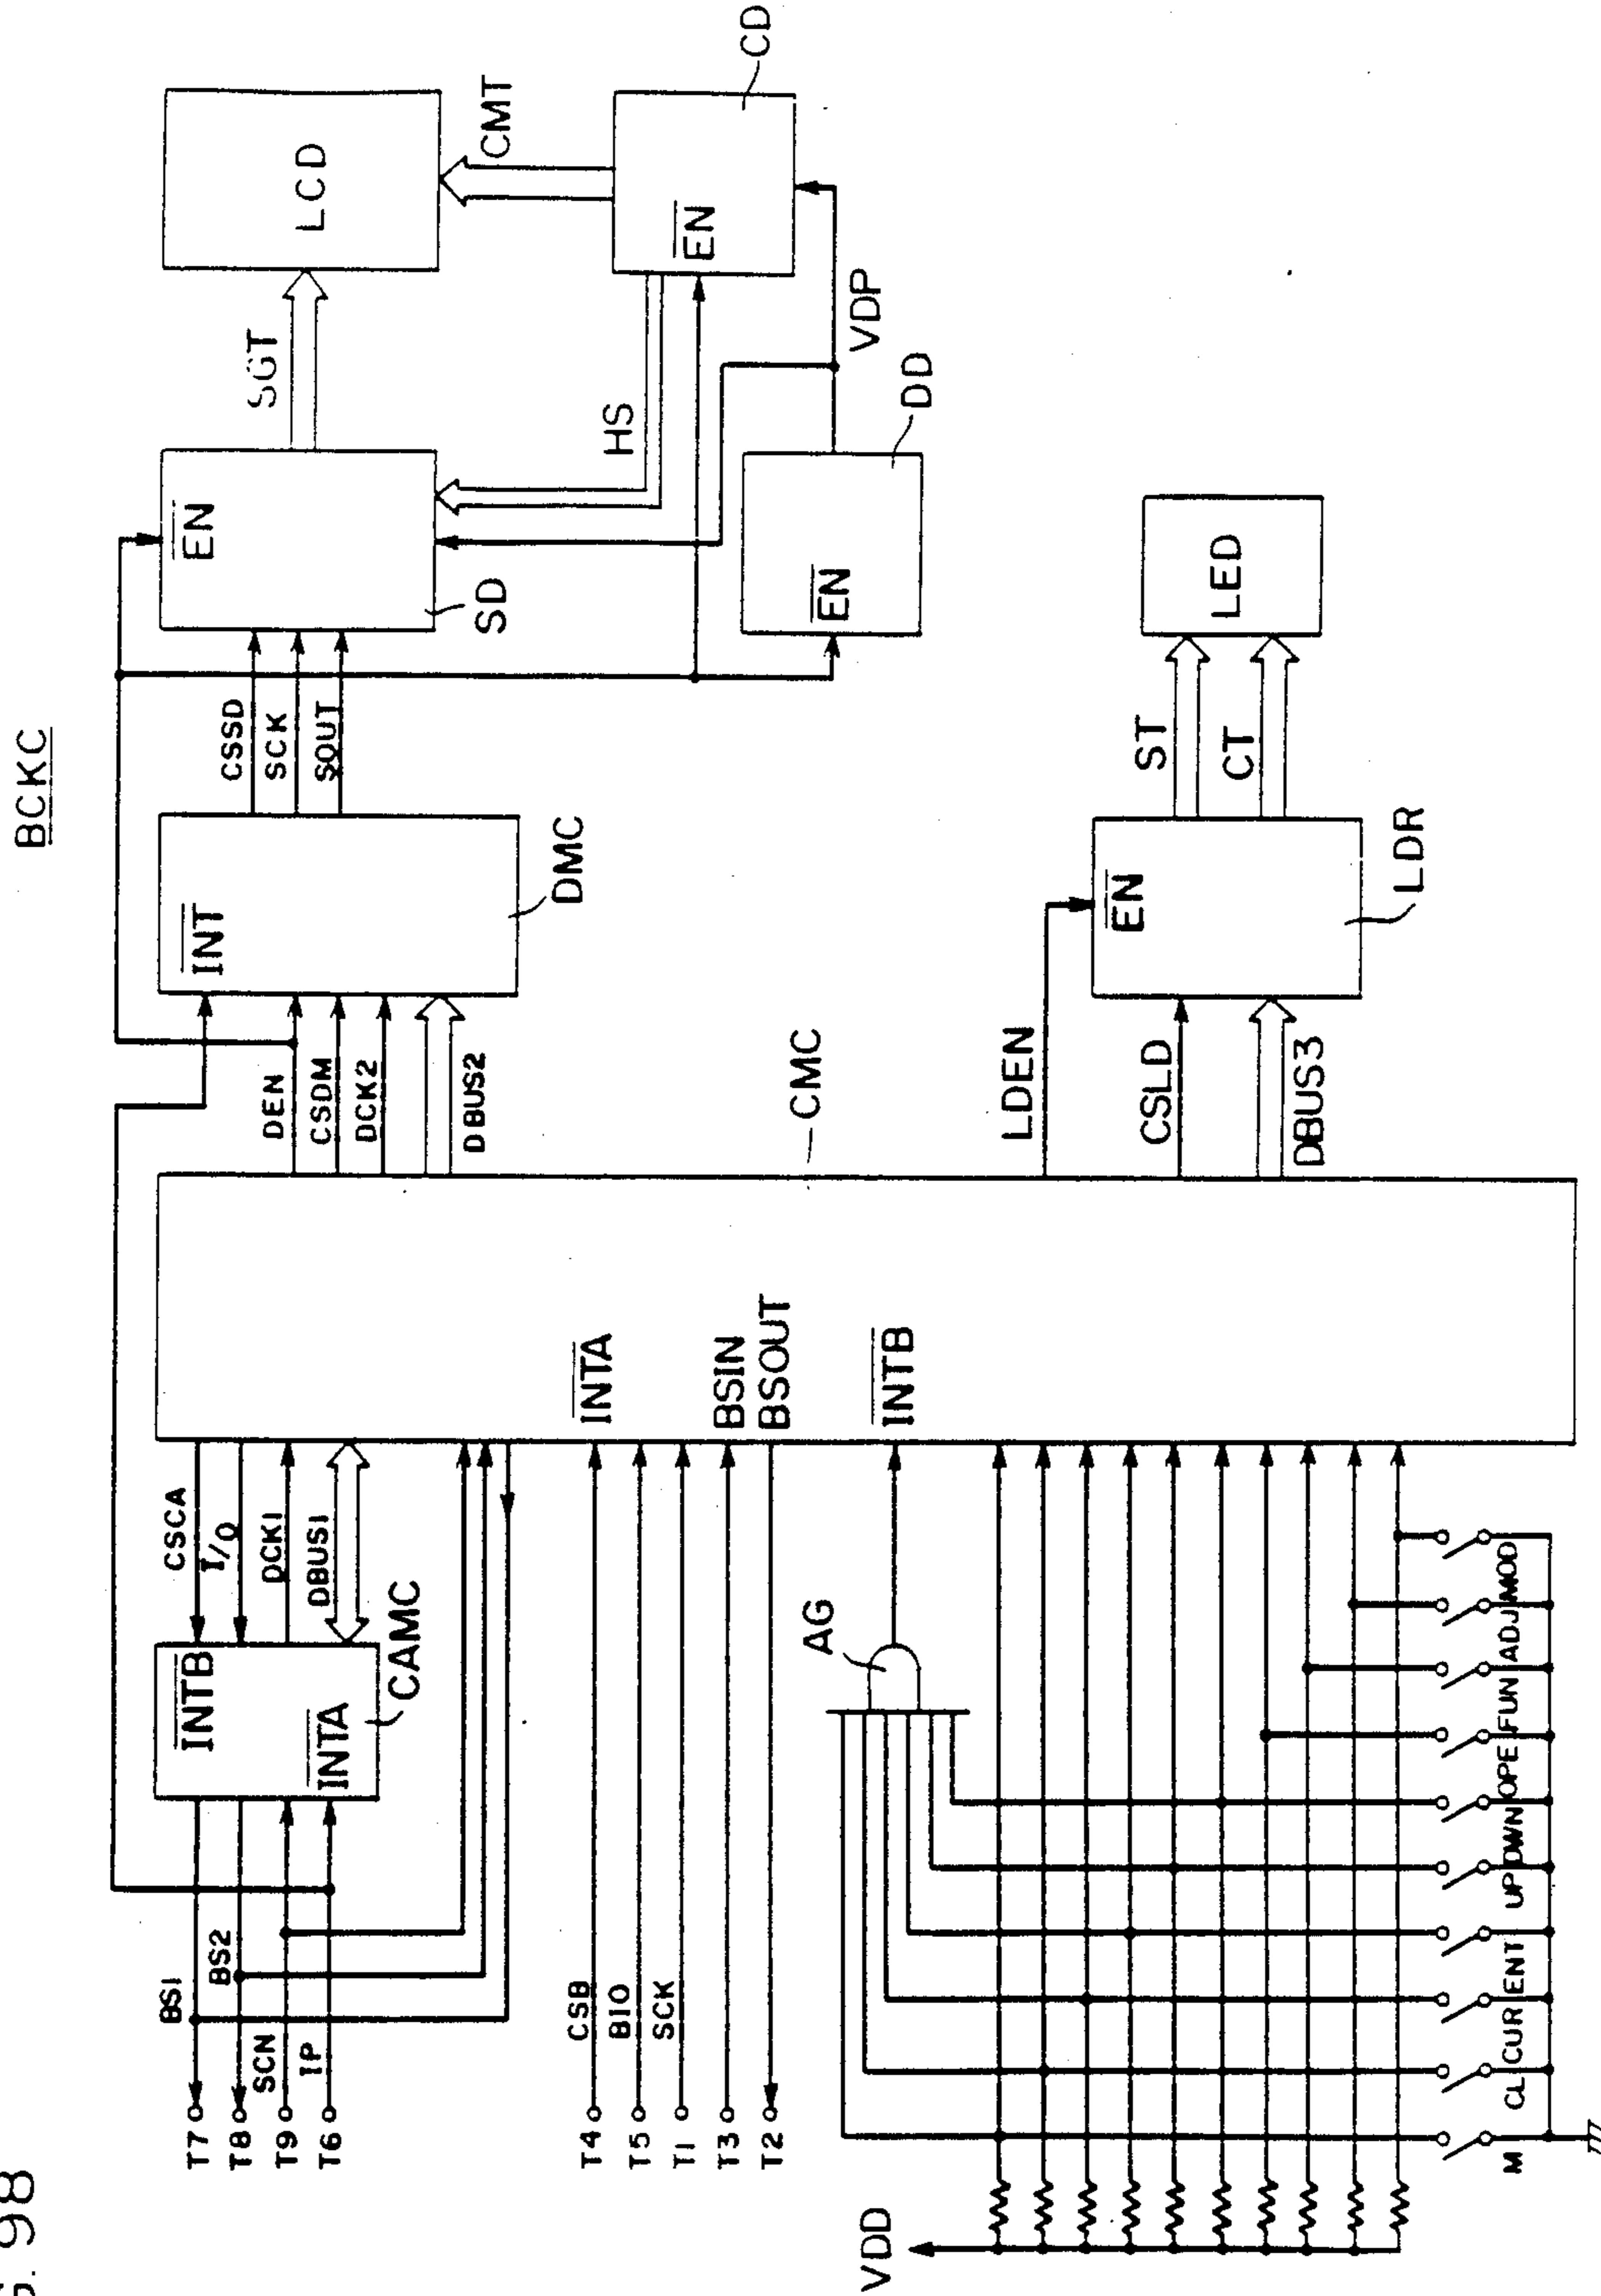 G. 98
BCKC
T7
T8
T9
T6
BS1
BS2
SCN
IP
INTB
INTA
CAMC
CSCA
I/O
DCK1
DBUS1
T4
T5
T1
T3
T2
CSB
BIO
SCK
INTA
BSIN
BSOUT
INTB
CMC
DEN
CSDM
DCK2
DBUS2
INT
DMC
CSSD
SCK
SOUT
EN
SD
SGT
LCD
CMT
HS
EN
CD
VDP
EN
DD
LDEN
CSLD
DBUS3
EN
LDR
ST
CT
LED
AG
VDD
M CL CUR ENT UP DWN OPE FUN ADJ MOD